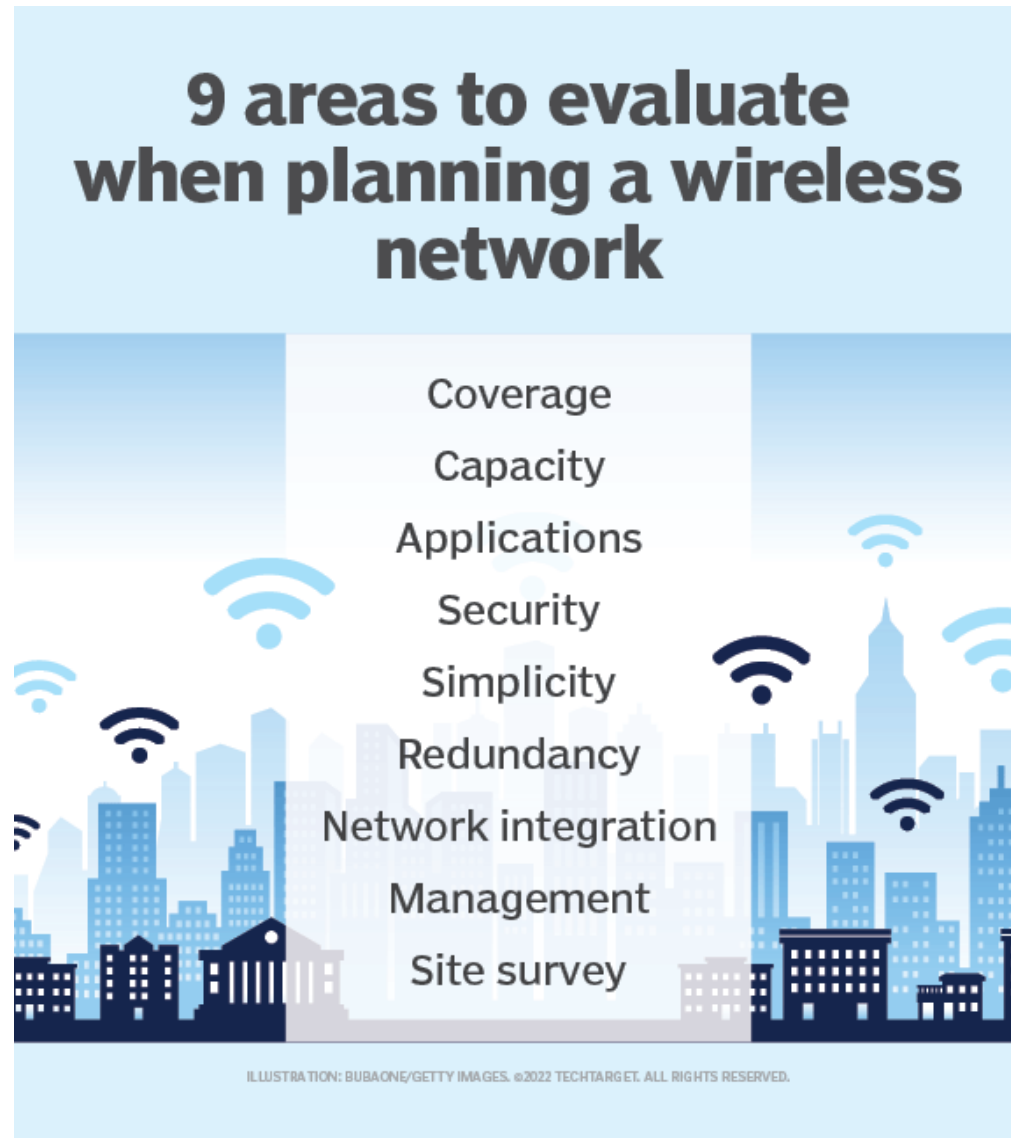 9 areas to evaluate
when planning a wireless
network
Coverage
Capacity
Applications
Security
Simplicity
Redundancy
Network integration
Management
Site survey
ILLUSTRATION: BUBAONE/GETTY IMAGES. ©2022 TECHTARGET. ALL RIGHTS RESERVED.